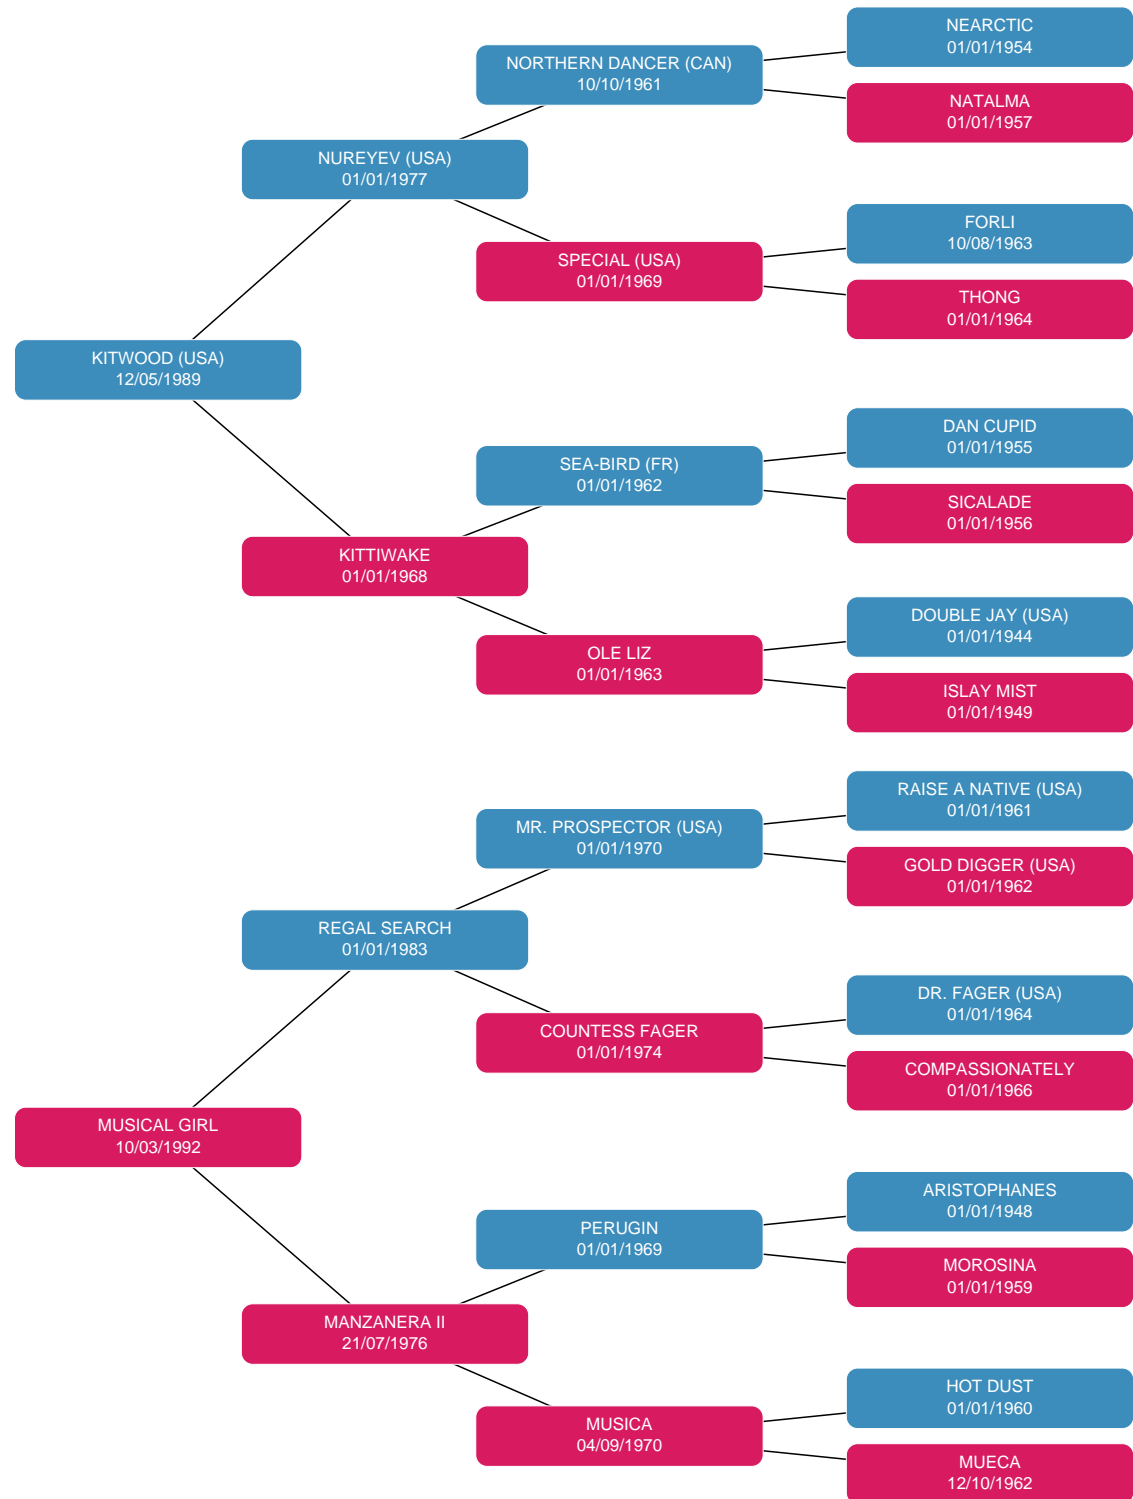 NEARCTIC
01/01/1954
NORTHERN DANCER (CAN)
10/10/1961
NATALMA
01/01/1957
NUREYEV (USA)
01/01/1977
FORLI
10/08/1963
SPECIAL (USA)
01/01/1969
THONG
01/01/1964
KITWOOD (USA)
12/05/1989
DAN CUPID
01/01/1955
SEA-BIRD (FR)
01/01/1962
SICALADE
01/01/1956
KITTIWAKE
01/01/1968
DOUBLE JAY (USA)
01/01/1944
OLE LIZ
01/01/1963
ISLAY MIST
01/01/1949
RAISE A NATIVE (USA)
01/01/1961
MR. PROSPECTOR (USA)
01/01/1970
GOLD DIGGER (USA)
01/01/1962
REGAL SEARCH
01/01/1983
DR. FAGER (USA)
01/01/1964
COUNTESS FAGER
01/01/1974
COMPASSIONATELY
01/01/1966
MUSICAL GIRL
10/03/1992
ARISTOPHANES
01/01/1948
PERUGIN
01/01/1969
MOROSINA
01/01/1959
MANZANERA II
21/07/1976
HOT DUST
01/01/1960
MUSICA
04/09/1970
MUECA
12/10/1962